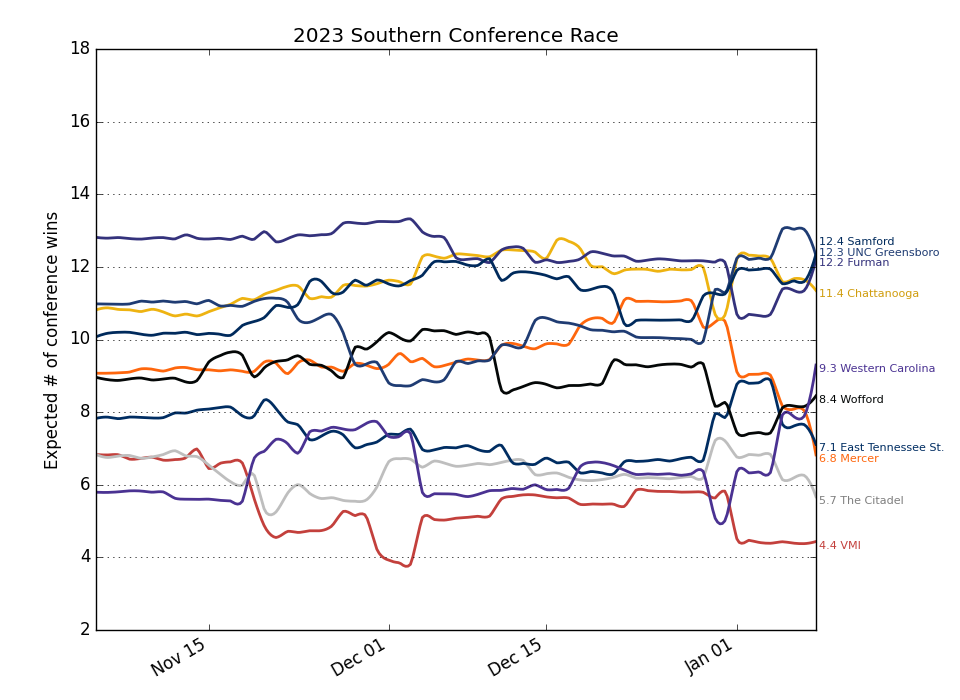 2023 Southern Conference Race
Expected # of conference wins
18
16
14
12
10
8
6
4
2
Nov 15
Dec 01
Dec 15
Jan 01
12.4 Samford
12.3 UNC Greensboro
12.2 Furman
11.4 Chattanooga
9.3 Western Carolina
8.4 Wofford
7.1 East Tennessee St.
6.8 Mercer
5.7 The Citadel
4.4 VMI